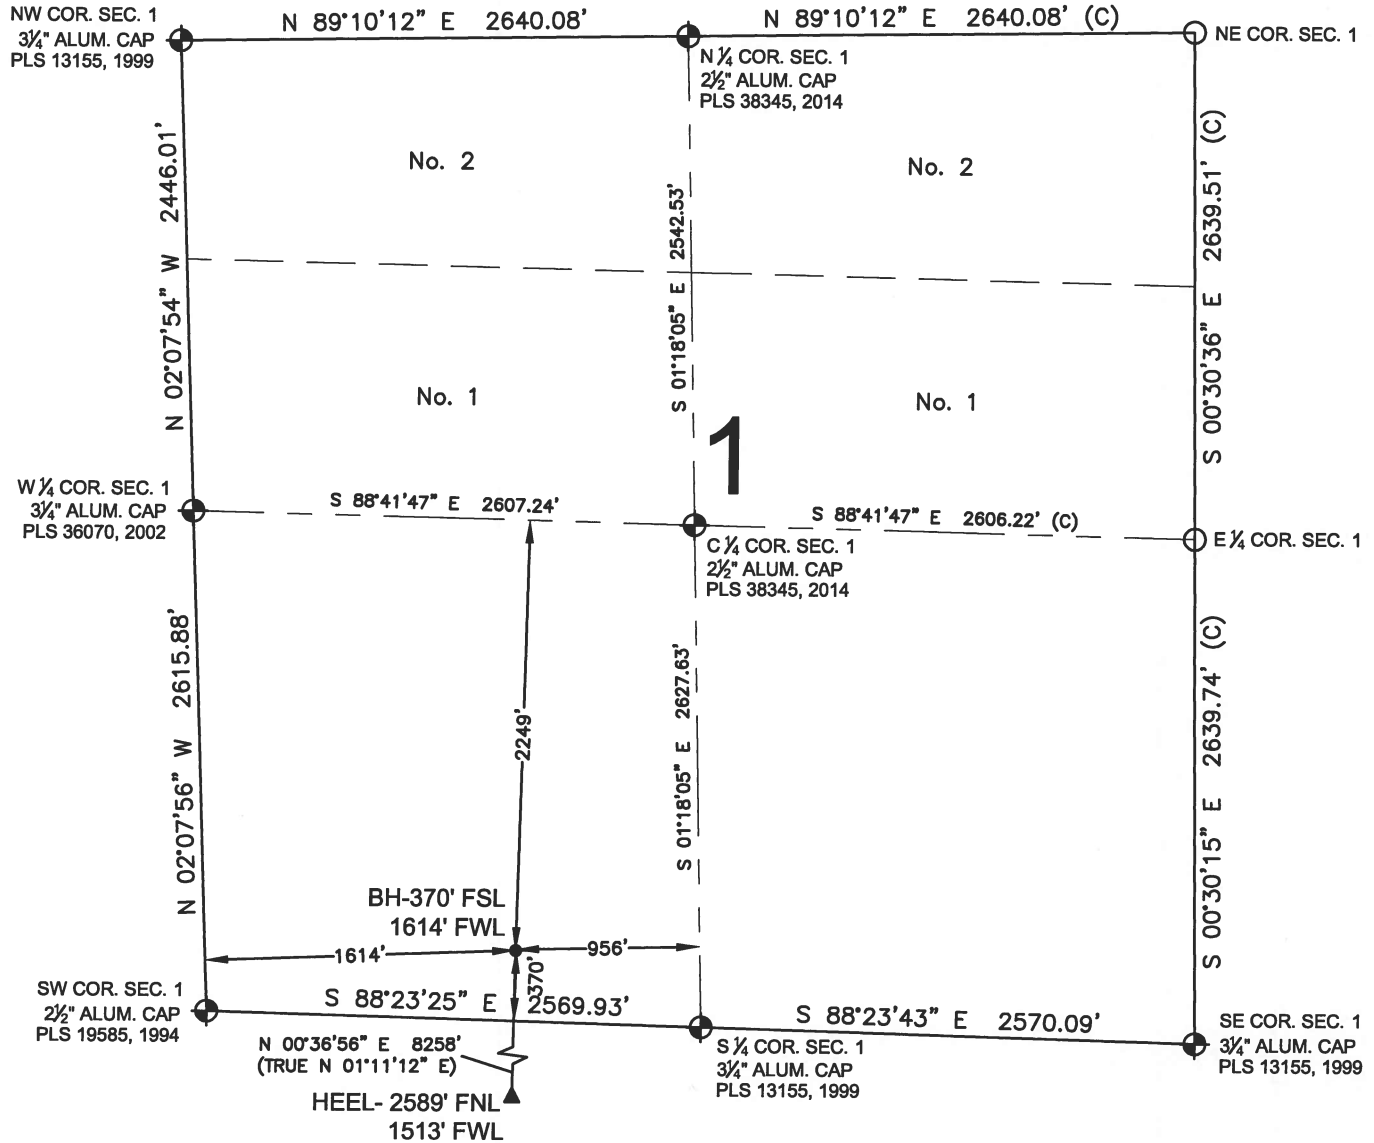 NW COR. SEC. 1
3¼" ALUM. CAP
PLS 13155, 1999
N 89°10'12" E 2640.08'
N 89°10'12" E 2640.08' (C)
NE COR. SEC. 1
N ¼ COR. SEC. 1
2½" ALUM. CAP
PLS 38345, 2014
N 02°07'54" W 2446.01'
No. 2
S 01°18'05" E 2542.53'
No. 2
S 00°30'36" E 2639.51' (C)
No. 1
No. 1
1
W ¼ COR. SEC. 1
3¼" ALUM. CAP
PLS 36070, 2002
S 88°41'47" E 2607.24'
S 88°41'47" E 2606.22' (C)
E ¼ COR. SEC. 1
C ¼ COR. SEC. 1
2½" ALUM. CAP
PLS 38345, 2014
N 02°07'56" W 2615.88'
2249'
S 01°18'05" E 2627.63'
S 00°30'15" E 2639.74' (C)
BH-370' FSL
1614' FWL
1614'
956'
370'
SW COR. SEC. 1
2½" ALUM. CAP
PLS 19585, 1994
S 88°23'25" E 2569.93'
S 88°23'43" E 2570.09'
SE COR. SEC. 1
3¼" ALUM. CAP
PLS 13155, 1999
S ¼ COR. SEC. 1
3¼" ALUM. CAP
PLS 13155, 1999
N 00°36'56" E 8258'
(TRUE N 01°11'12" E)
HEEL- 2589' FNL
1513' FWL